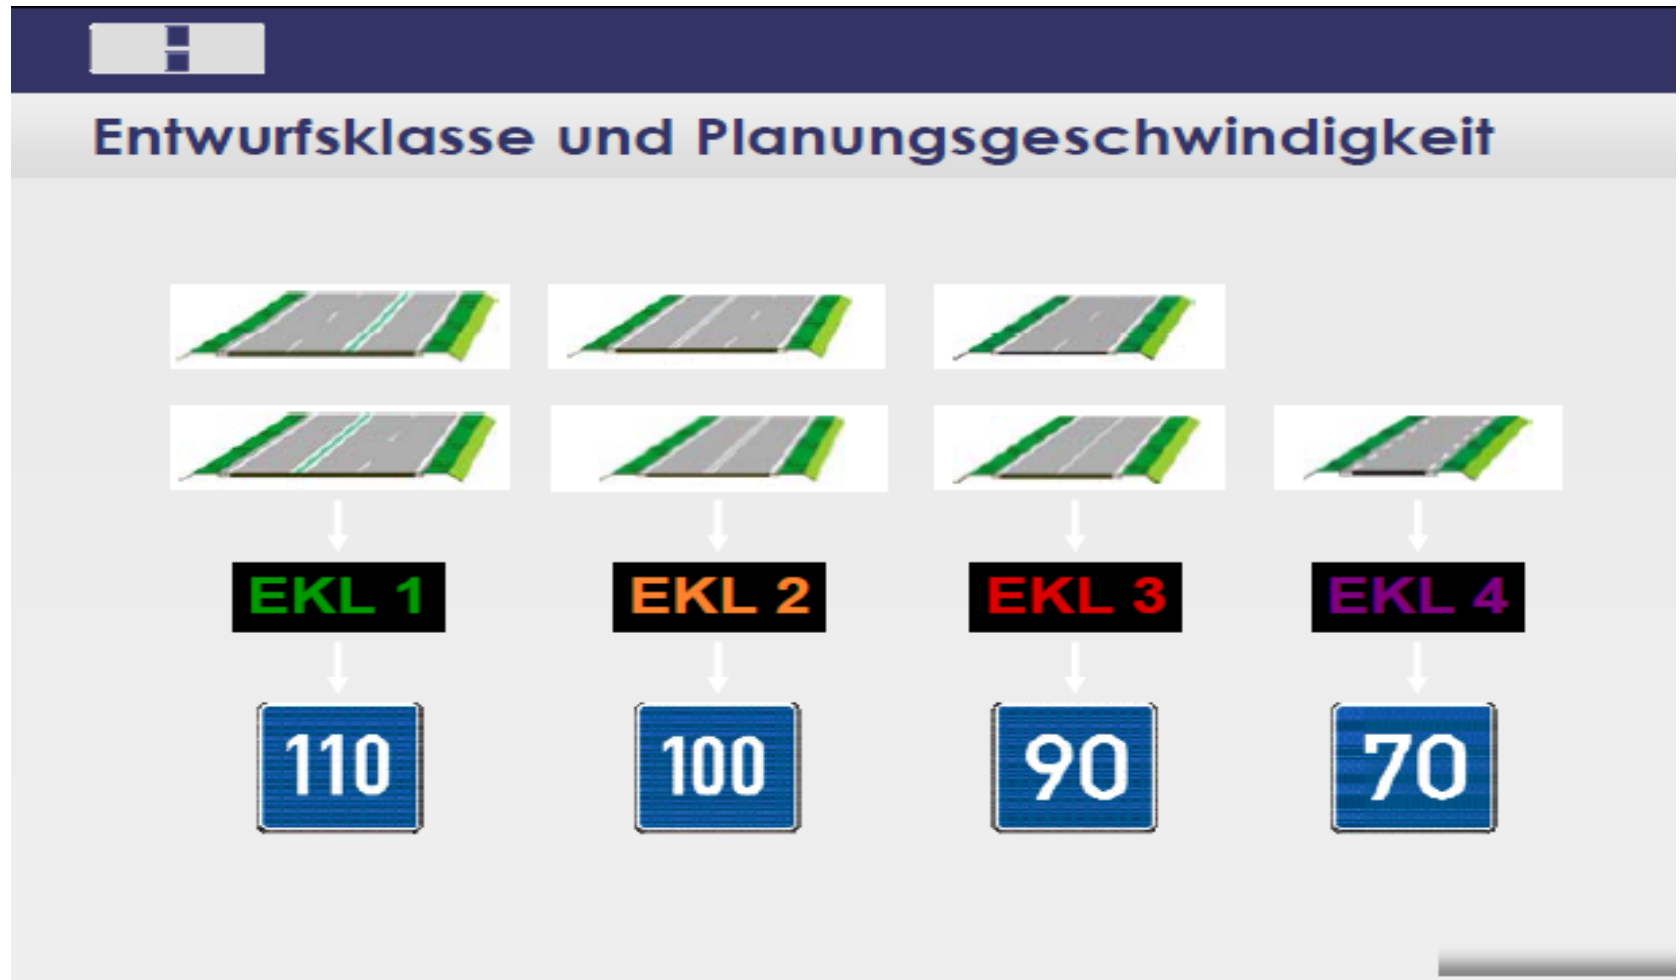 Entwurfsklasse und Planungsgeschwindigkeit
EKL 1 EKL 2 EKL 3 EKL 4
110 100 90 70